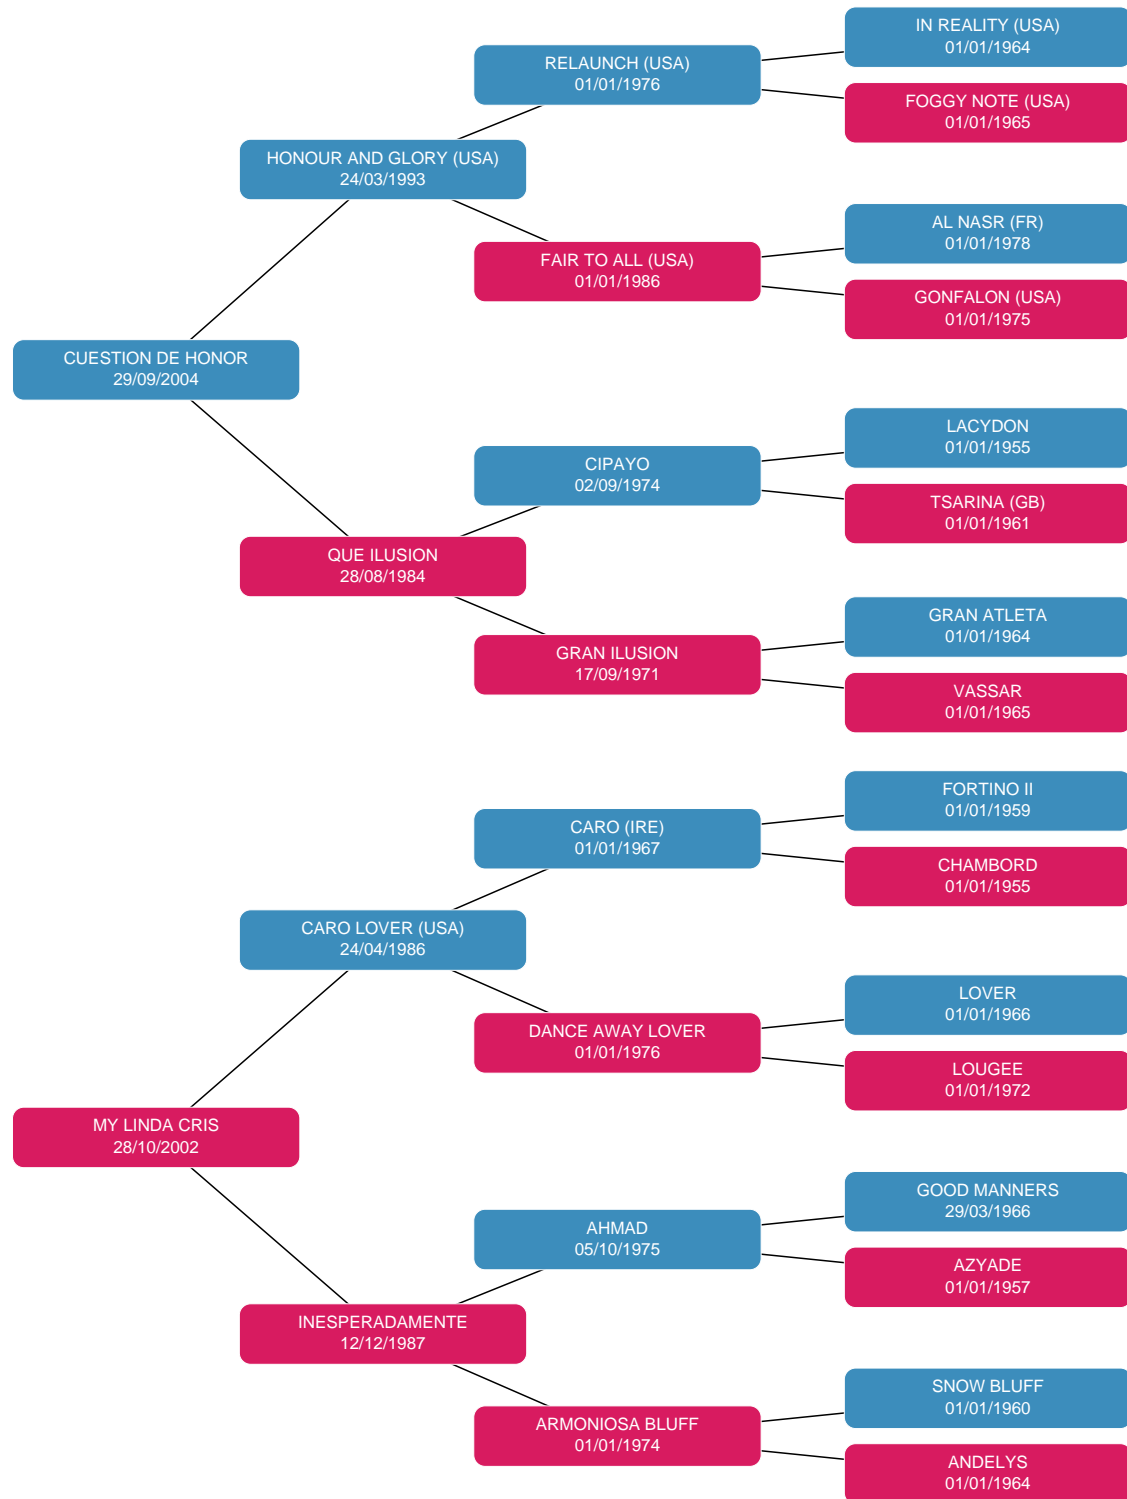 IN REALITY (USA)
01/01/1964
RELAUNCH (USA)
01/01/1976
FOGGY NOTE (USA)
01/01/1965
HONOUR AND GLORY (USA)
24/03/1993
AL NASR (FR)
01/01/1978
FAIR TO ALL (USA)
01/01/1986
GONFALON (USA)
01/01/1975
CUESTION DE HONOR
29/09/2004
LACYDON
01/01/1955
CIPAYO
02/09/1974
TSARINA (GB)
01/01/1961
QUE ILUSION
28/08/1984
GRAN ATLETA
01/01/1964
GRAN ILUSION
17/09/1971
VASSAR
01/01/1965
FORTINO II
01/01/1959
CARO (IRE)
01/01/1967
CHAMBORD
01/01/1955
CARO LOVER (USA)
24/04/1986
LOVER
01/01/1966
DANCE AWAY LOVER
01/01/1976
LOUGEE
01/01/1972
MY LINDA CRIS
28/10/2002
GOOD MANNERS
29/03/1966
AHMAD
05/10/1975
AZYADE
01/01/1957
INESPERADAMENTE
12/12/1987
SNOW BLUFF
01/01/1960
ARMONIOSA BLUFF
01/01/1974
ANDELYS
01/01/1964